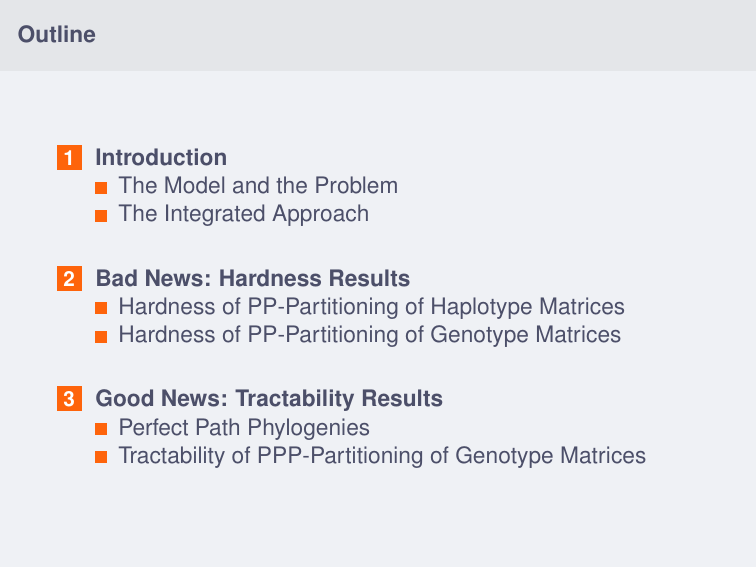 Outline
1 Introduction
The Model and the Problem
The Integrated Approach
2 Bad News: Hardness Results
Hardness of PP-Partitioning of Haplotype Matrices
Hardness of PP-Partitioning of Genotype Matrices
3 Good News: Tractability Results
Perfect Path Phylogenies
Tractability of PPP-Partitioning of Genotype Matrices